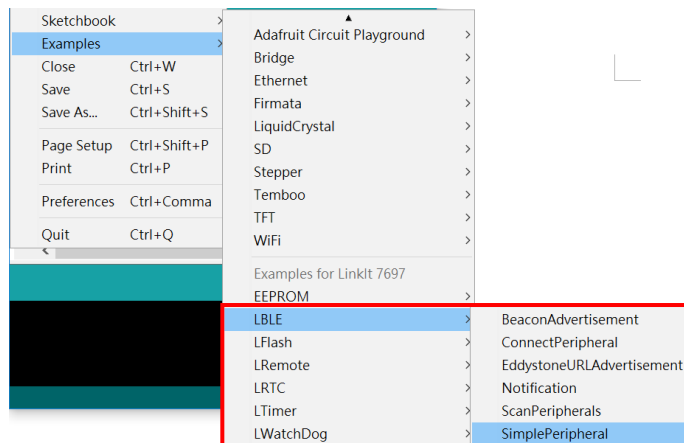 Sketchbook
Examples
Close Ctrl+W
Save Ctrl+S
Save As... Ctrl+Shift+S
Page Setup Ctrl+Shift+P
Print Ctrl+P
Preferences Ctrl+Comma
Quit Ctrl+Q
Adafruit Circuit Playground
Bridge
Ethernet
Firmata
LiquidCrystal
SD
Stepper
Temboo
TFT
WiFi
Examples for LinkIt 7697
EEPROM
LBLE
LFlash
LRemote
LRTC
LTimer
LWatchDog
BeaconAdvertisement
ConnectPeripheral
EddystoneURLAdvertisement
Notification
ScanPeripherals
SimplePeripheral